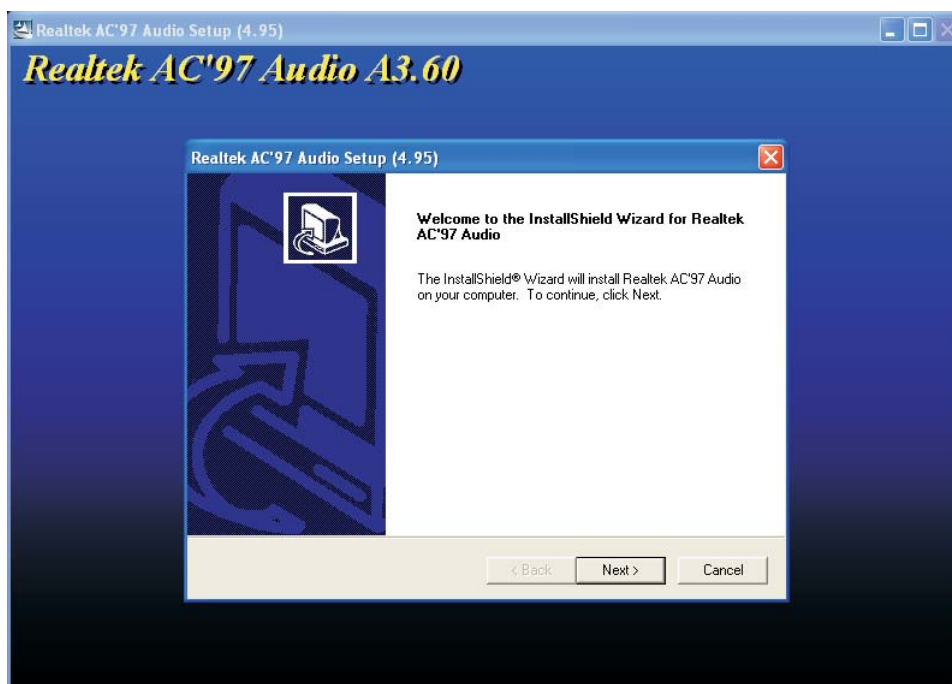 Realtek AC'97 Audio Setup (4.95)
Realtek AC'97 Audio A3.60
Realtek AC'97 Audio Setup (4.95)
Welcome to the InstallShield Wizard for Realtek
AC'97 Audio
The InstallShield® Wizard will install Realtek AC'97 Audio
on your computer. To continue, click Next.
< Back
Next >
Cancel